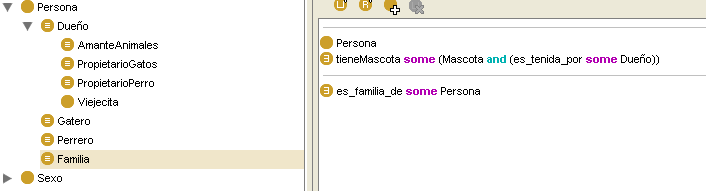 Persona
Dueño
AmanteAnimales
PropietarioGatos
PropietarioPerro
Viejecita
Gatero
Perrero
Familia
Sexo
Persona
tieneMascota some (Mascota and (es_tenida_por some Dueño))
es_familia_de some Persona